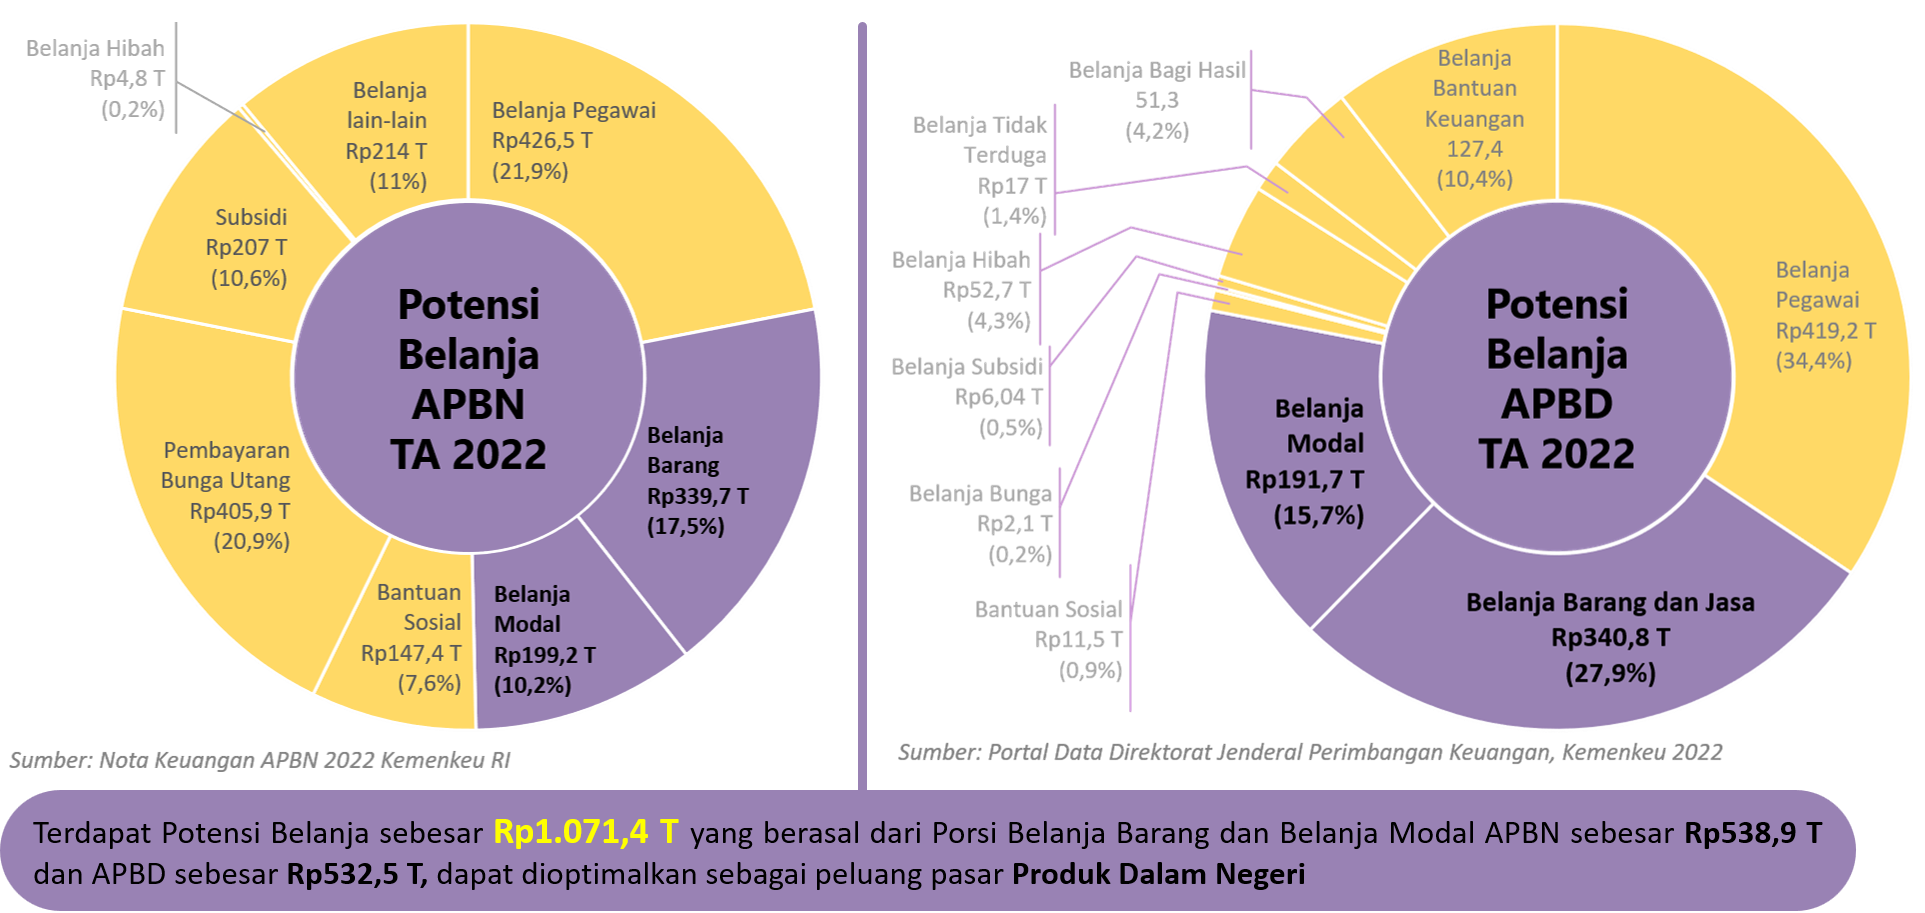 Belanja Hibah
Rp4,8 T
(0,2%)
Belanja
lain-lain
Rp214 T
(11%)
Belanja Pegawai
Rp426,5 T
(21,9%)
Subsidi
Rp207 T
(10,6%)
Potensi
Belanja
APBN
TA 2022
Belanja
Barang
Rp339,7 T
(17,5%)
Pembayaran
Bunga Utang
Rp405,9 T
(20,9%)
Bantuan
Sosial
Rp147,4 T
(7,6%)
Belanja
Modal
Rp199,2 T
(10,2%)
Sumber: Nota Keuangan APBN 2022 Kemenkeu RI
Belanja Bagi Hasil
51,3
(4,2%)
Belanja
Bantuan
Keuangan
127,4
(10,4%)
Belanja Tidak
Terduga
Rp17 T
(1,4%)
Belanja Hibah
Rp52,7 T
(4,3%)
Belanja Subsidi
Rp6,04 T
(0,5%)
Belanja Bunga
Rp2,1 T
(0,2%)
Bantuan Sosial
Rp11,5 T
(0,9%)
Potensi
Belanja
APBD
TA 2022
Belanja
Pegawai
Rp419,2 T
(34,4%)
Belanja
Modal
Rp191,7 T
(15,7%)
Belanja Barang dan Jasa
Rp340,8 T
(27,9%)
Sumber: Portal Data Direktorat Jenderal Perimbangan Keuangan, Kemenkeu 2022
Terdapat Potensi Belanja sebesar Rp1.071,4 T yang berasal dari Porsi Belanja Barang dan Belanja Modal APBN sebesar Rp538,9 T
dan APBD sebesar Rp532,5 T, dapat dioptimalkan sebagai peluang pasar Produk Dalam Negeri